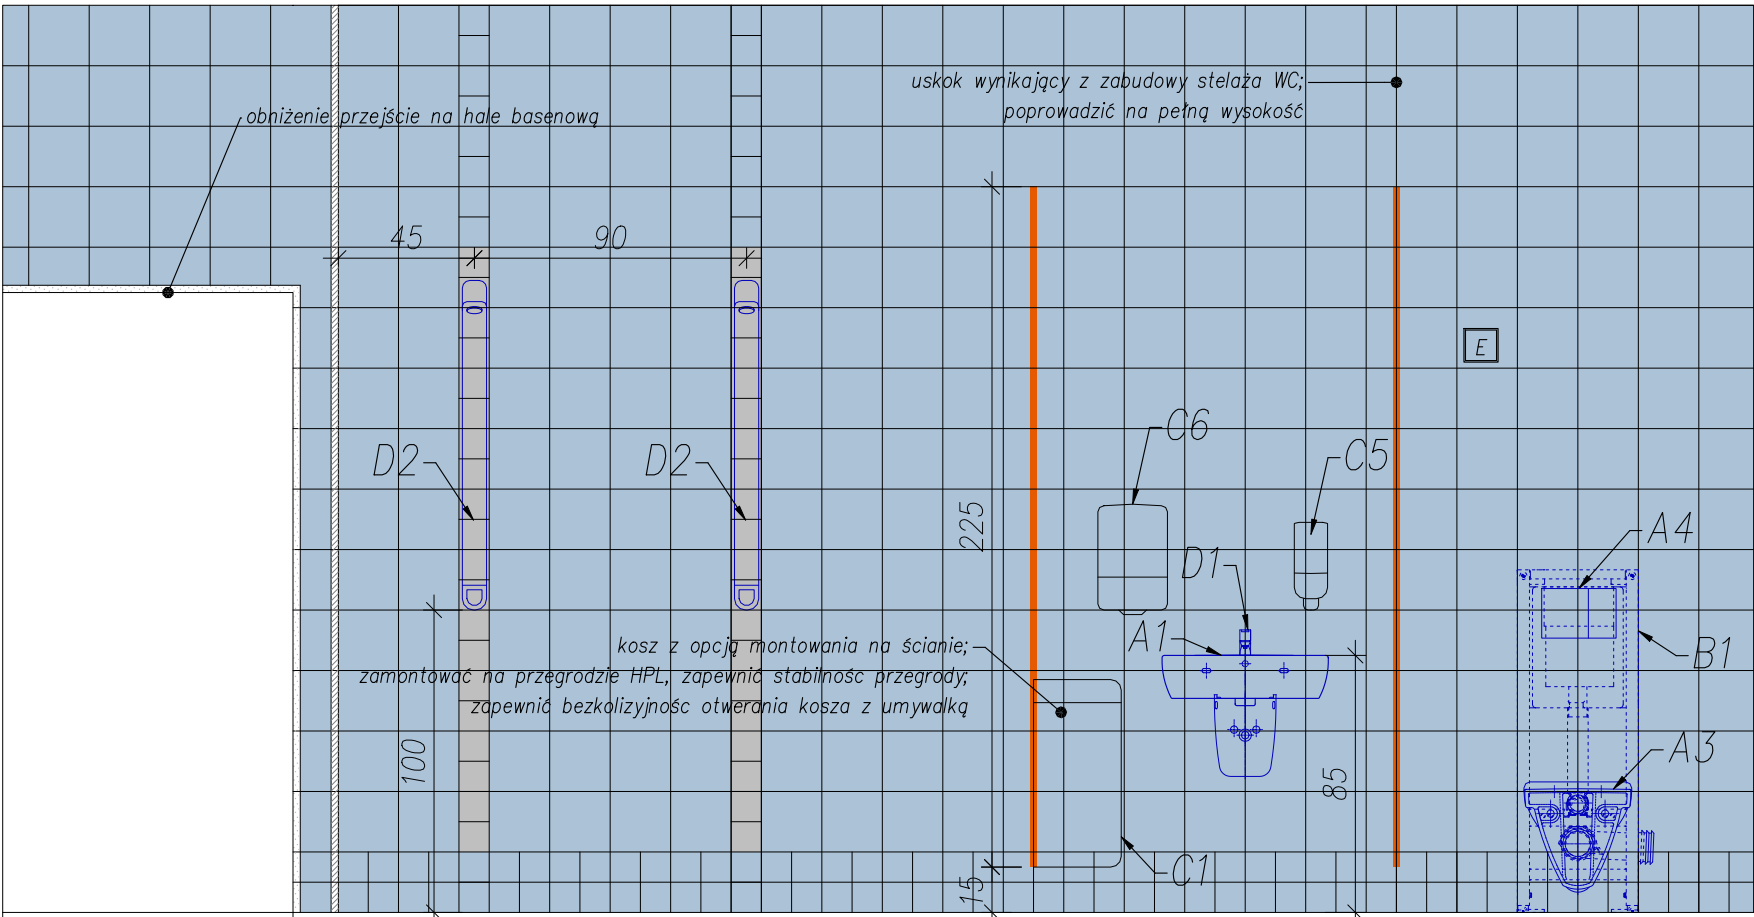 uskok wynikający z zabudowy stelaża WC;
poprowadzić na pełną wysokość
obniżenie przejście na hale basenową
45
90
E
C6
D2
D2
C5
225
A4
D1
A1
kosz z opcją montowania na ścianie;
zamontować na przegrodzie HPL, zapewnić stabilnośc przegrody;
zapewnić bezkolizyjnośc otwerania kosza z umywalką
B1
100
85
A3
C1
15